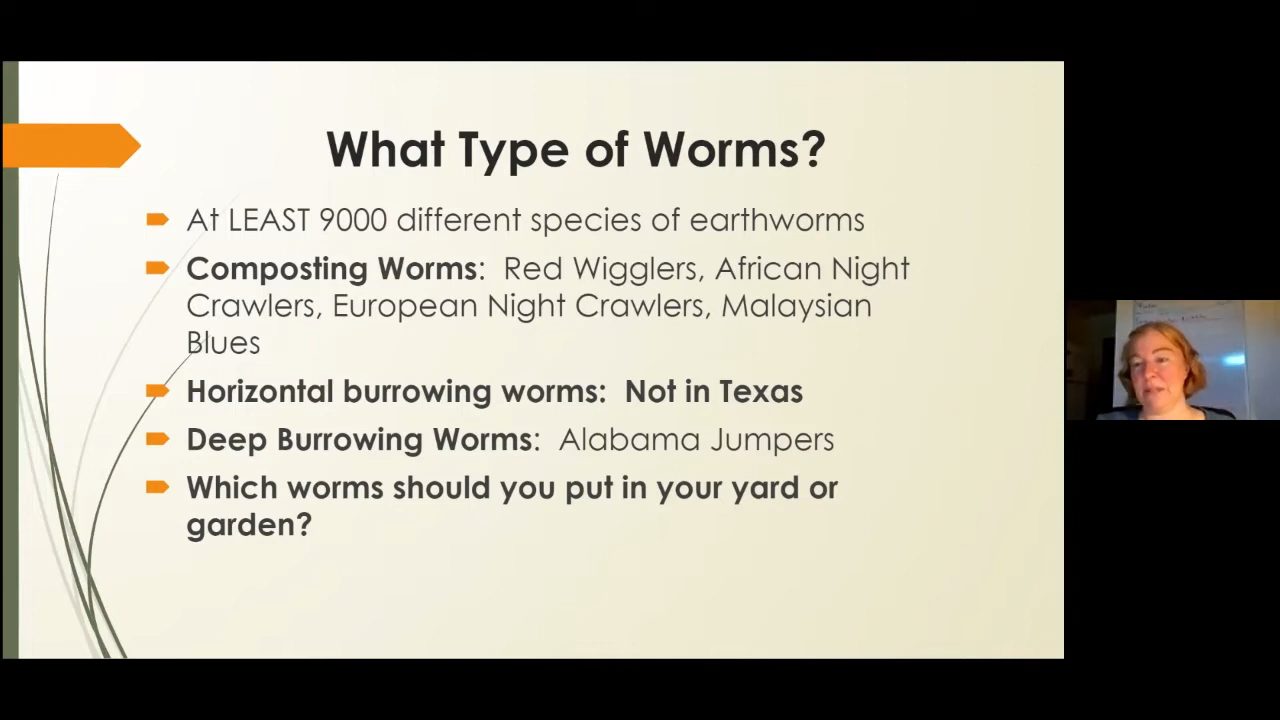 What Type of Worms?
At LEAST 9000 different species of earthworms
Composting Worms:  Red Wigglers, African Night
Crawlers, European Night Crawlers, Malaysian
Blues
Horizontal burrowing worms:  Not in Texas
Deep Burrowing Worms:  Alabama Jumpers
Which worms should you put in your yard or
garden?